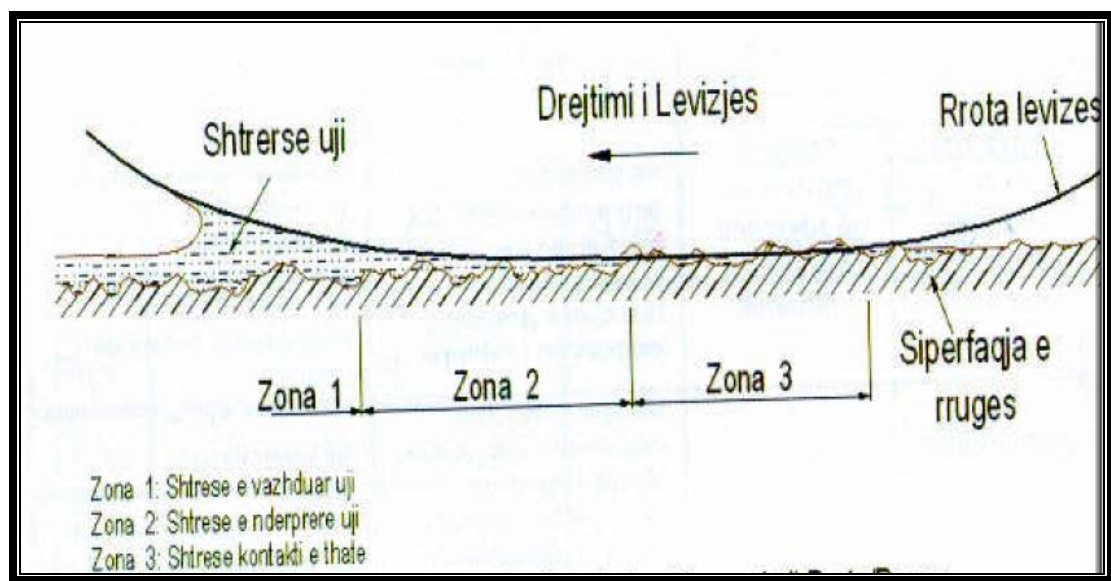 Drejtimi i Levizjes
Rrota levizes
Shtrerse uji
Siperfaqja e
rruges
Zona 1
Zona 2
Zona 3
Zona 1: Shtrese e vazhduar uji
Zona 2: Shtrese e nderprere uji
Zona 3: Shtrese kontakti e thate